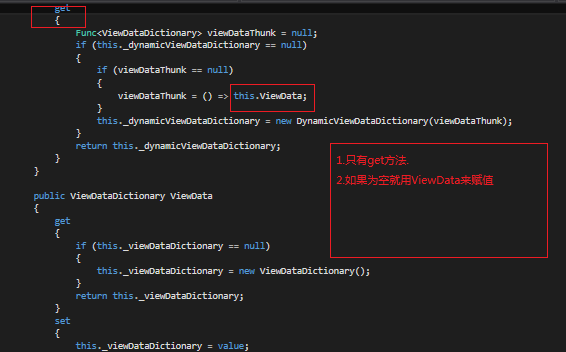 get
{
Func<ViewDataDictionary> viewDataThunk = null;
if (this._dynamicViewDataDictionary == null)
{
if (viewDataThunk == null)
{
viewDataThunk = () => this.ViewData;
}
this._dynamicViewDataDictionary = new DynamicViewDataDictionary(viewDataThunk);
}
return this._dynamicViewDataDictionary;
}
}
1.只有get方法.
2.如果为空就用ViewData来赋值
public ViewDataDictionary ViewData
{
get
{
if (this._viewDataDictionary == null)
{
this._viewDataDictionary = new ViewDataDictionary();
}
return this._viewDataDictionary;
}
set
{
this._viewDataDictionary = value;